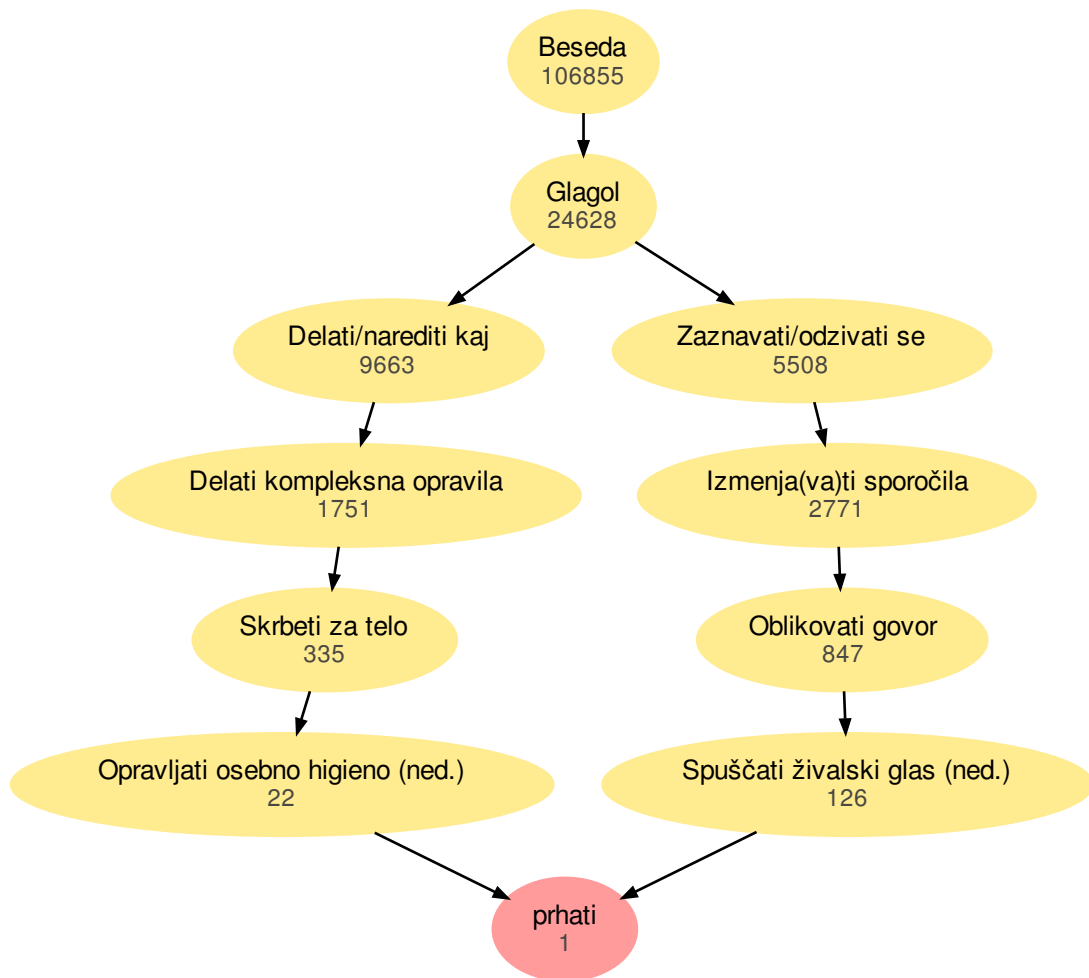 Beseda
106855
Glagol
24628
Delati/narediti kaj
9663
Zaznavati/odzivati se
5508
Delati kompleksna opravila
1751
Izmenja(va)ti sporočila
2771
Skrbeti za telo
335
Oblikovati govor
847
Opravljati osebno higieno (ned.)
22
Spuščati živalski glas (ned.)
126
prhati
1